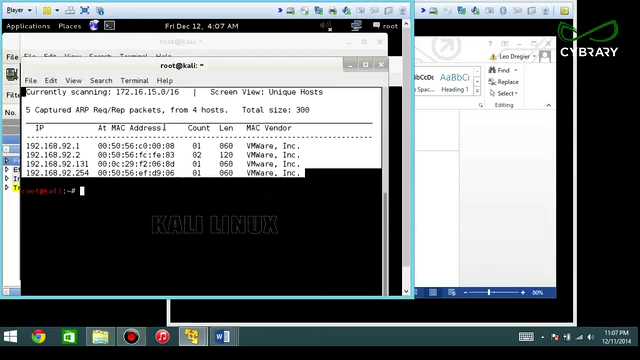 Player
Applications Places
Fri Dec 12, 4:07 AM
root
root@kali: ~
root@kali: ~
File Edit View Search Terminal Help
Currently scanning: 172.16.15.0/16 | Screen View: Unique Hosts
5 Captured ARP Req/Rep packets, from 4 hosts. Total size: 300
IP At MAC Address Count Len MAC Vendor
192.168.92.1 00:50:56:c0:00:08 01 060 VMWare, Inc.
192.168.92.2 00:50:56:fc:fe:83 02 120 VMWare, Inc.
192.168.92.131 00:0c:29:f2:06:8d 01 060 VMWare, Inc.
192.168.92.254 00:50:56:ef:d9:06 01 060 VMWare, Inc.
root@kali:~#
KALI LINUX
CYBRARY
Leo Dregier
AaBbCcDc AaBbCc
Find
Replace
Select
Editing
80%
11:07 PM
12/11/2014